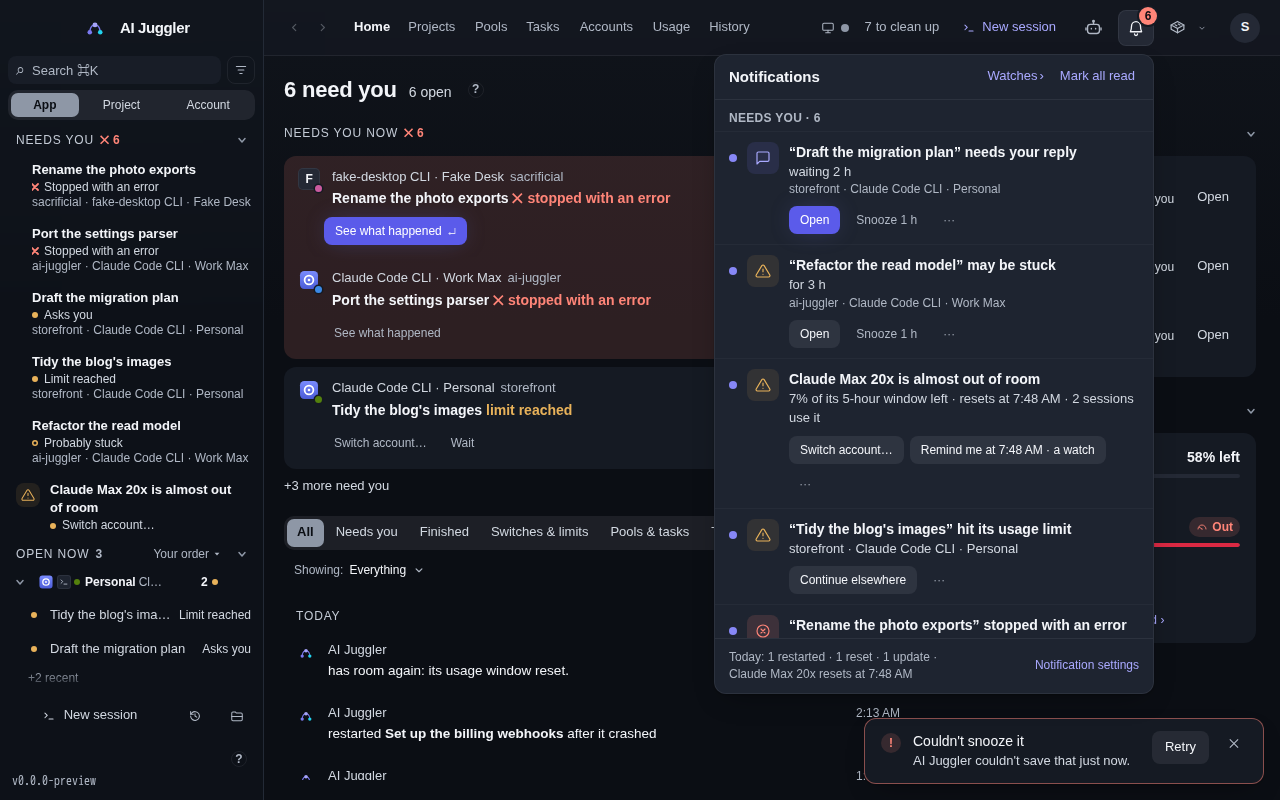 AI Juggler
Search ⌘K
App Project Account
NEEDS YOU 6
Rename the photo exports
Stopped with an error
sacrificial · fake-desktop CLI · Fake Desk
Port the settings parser
Stopped with an error
ai-juggler · Claude Code CLI · Work Max
Draft the migration plan
Asks you
storefront · Claude Code CLI · Personal
Tidy the blog's images
Limit reached
storefront · Claude Code CLI · Personal
Refactor the read model
Probably stuck
ai-juggler · Claude Code CLI · Work Max
Claude Max 20x is almost out
of room
Switch account…
OPEN NOW 3 Your order
Personal Cl… 2
Tidy the blog's ima… Limit reached
Draft the migration plan Asks you
+2 recent
New session
?
v0.0.0-preview
Home Projects Pools Tasks Accounts Usage History
7 to clean up New session 6 S
6 need you 6 open ?
NEEDS YOU NOW 6
F fake-desktop CLI · Fake Desk sacrificial
Rename the photo exports stopped with an error
See what happened
Claude Code CLI · Work Max ai-juggler
Port the settings parser stopped with an error
See what happened
Claude Code CLI · Personal storefront
Tidy the blog's images limit reached
Switch account… Wait
+3 more need you
All Needs you Finished Switches & limits Pools & tasks
Showing: Everything
TODAY
AI Juggler
has room again: its usage window reset.
AI Juggler
2:13 AM
restarted Set up the billing webhooks after it crashed
AI Juggler
you Open
you Open
you Open
58% left
Out
Notifications Watches › Mark all read
NEEDS YOU · 6
“Draft the migration plan” needs your reply
waiting 2 h
storefront · Claude Code CLI · Personal
Open Snooze 1 h ···
“Refactor the read model” may be stuck
for 3 h
ai-juggler · Claude Code CLI · Work Max
Open Snooze 1 h ···
Claude Max 20x is almost out of room
7% of its 5-hour window left · resets at 7:48 AM · 2 sessions
use it
Switch account… Remind me at 7:48 AM · a watch
···
“Tidy the blog's images” hit its usage limit
storefront · Claude Code CLI · Personal
Continue elsewhere ···
“Rename the photo exports” stopped with an error
Today: 1 restarted · 1 reset · 1 update ·
Claude Max 20x resets at 7:48 AM
Notification settings
! Couldn't snooze it
AI Juggler couldn't save that just now.
Retry